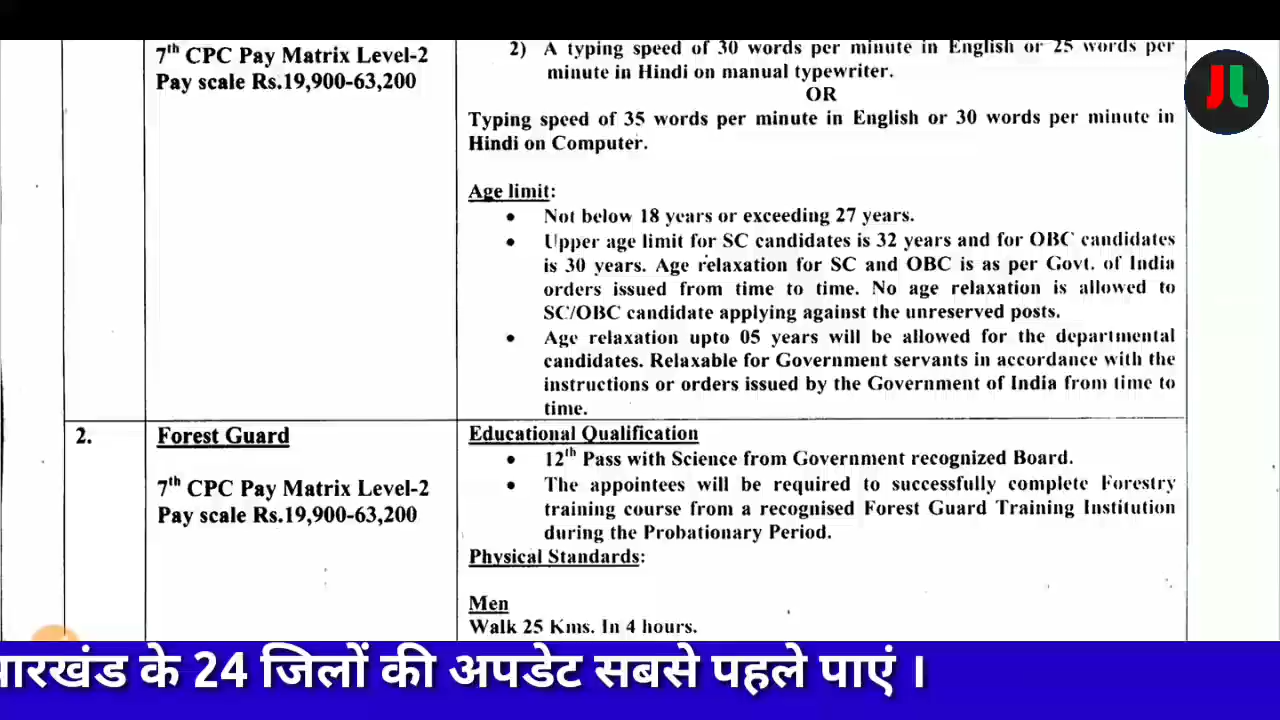 7th CPC Pay Matrix Level-2
Pay scale Rs.19,900-63,200
2) A typing speed of 30 words per minute in English or 25 words per
minute in Hindi on manual typewriter.
OR
Typing speed of 35 words per minute in English or 30 words per minute in
Hindi on Computer.
Age limit:
• Not below 18 years or exceeding 27 years.
• Upper age limit for SC candidates is 32 years and for OBC candidates
is 30 years. Age relaxation for SC and OBC is as per Govt. of India
orders issued from time to time. No age relaxation is allowed to
SC/OBC candidate applying against the unreserved posts.
• Age relaxation upto 05 years will be allowed for the departmental
candidates. Relaxable for Government servants in accordance with the
instructions or orders issued by the Government of India from time to
time.
2.
Forest Guard
7th CPC Pay Matrix Level-2
Pay scale Rs.19,900-63,200
Educational Qualification
• 12th Pass with Science from Government recognized Board.
• The appointees will be required to successfully complete Forestry
training course from a recognised Forest Guard Training Institution
during the Probationary Period.
Physical Standards:
Men
Walk 25 Kms. In 4 hours.
के 24 जिलों की अपडेट सबसे पहले पाएं ।
JL